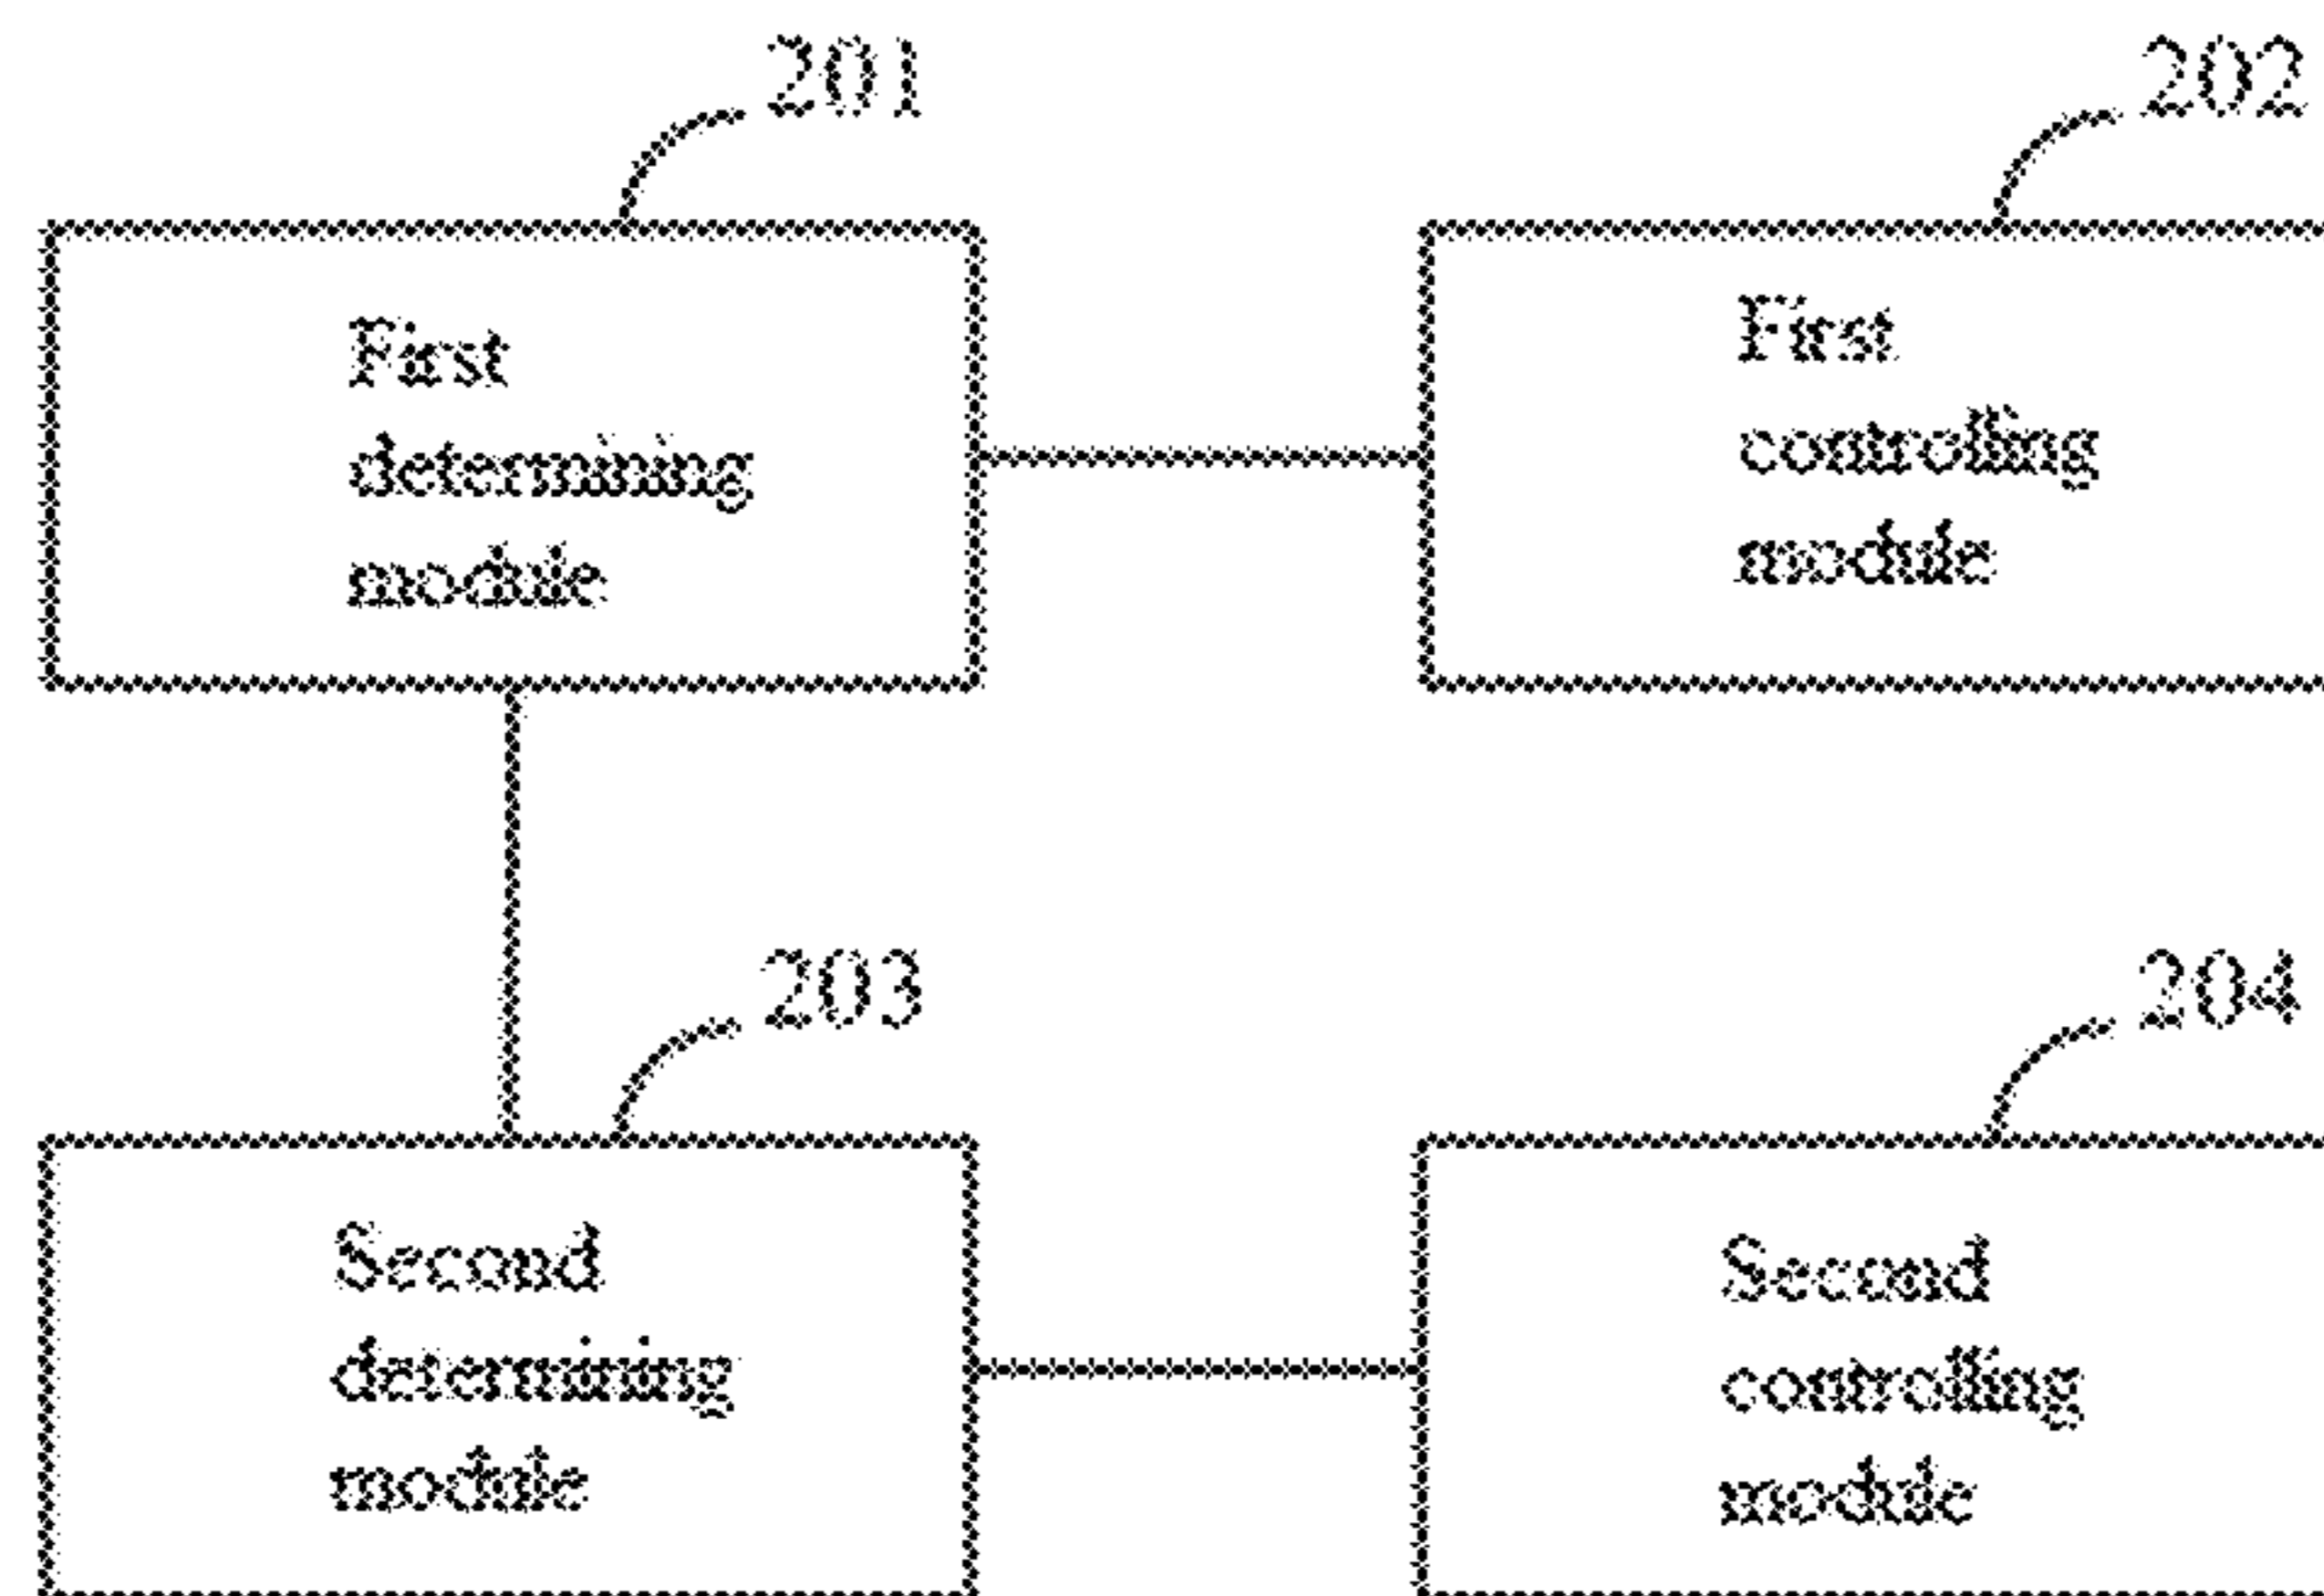 201
202
First
determining
module
First
controlling
module
203
204
Second
determining
module
Second
controlling
module